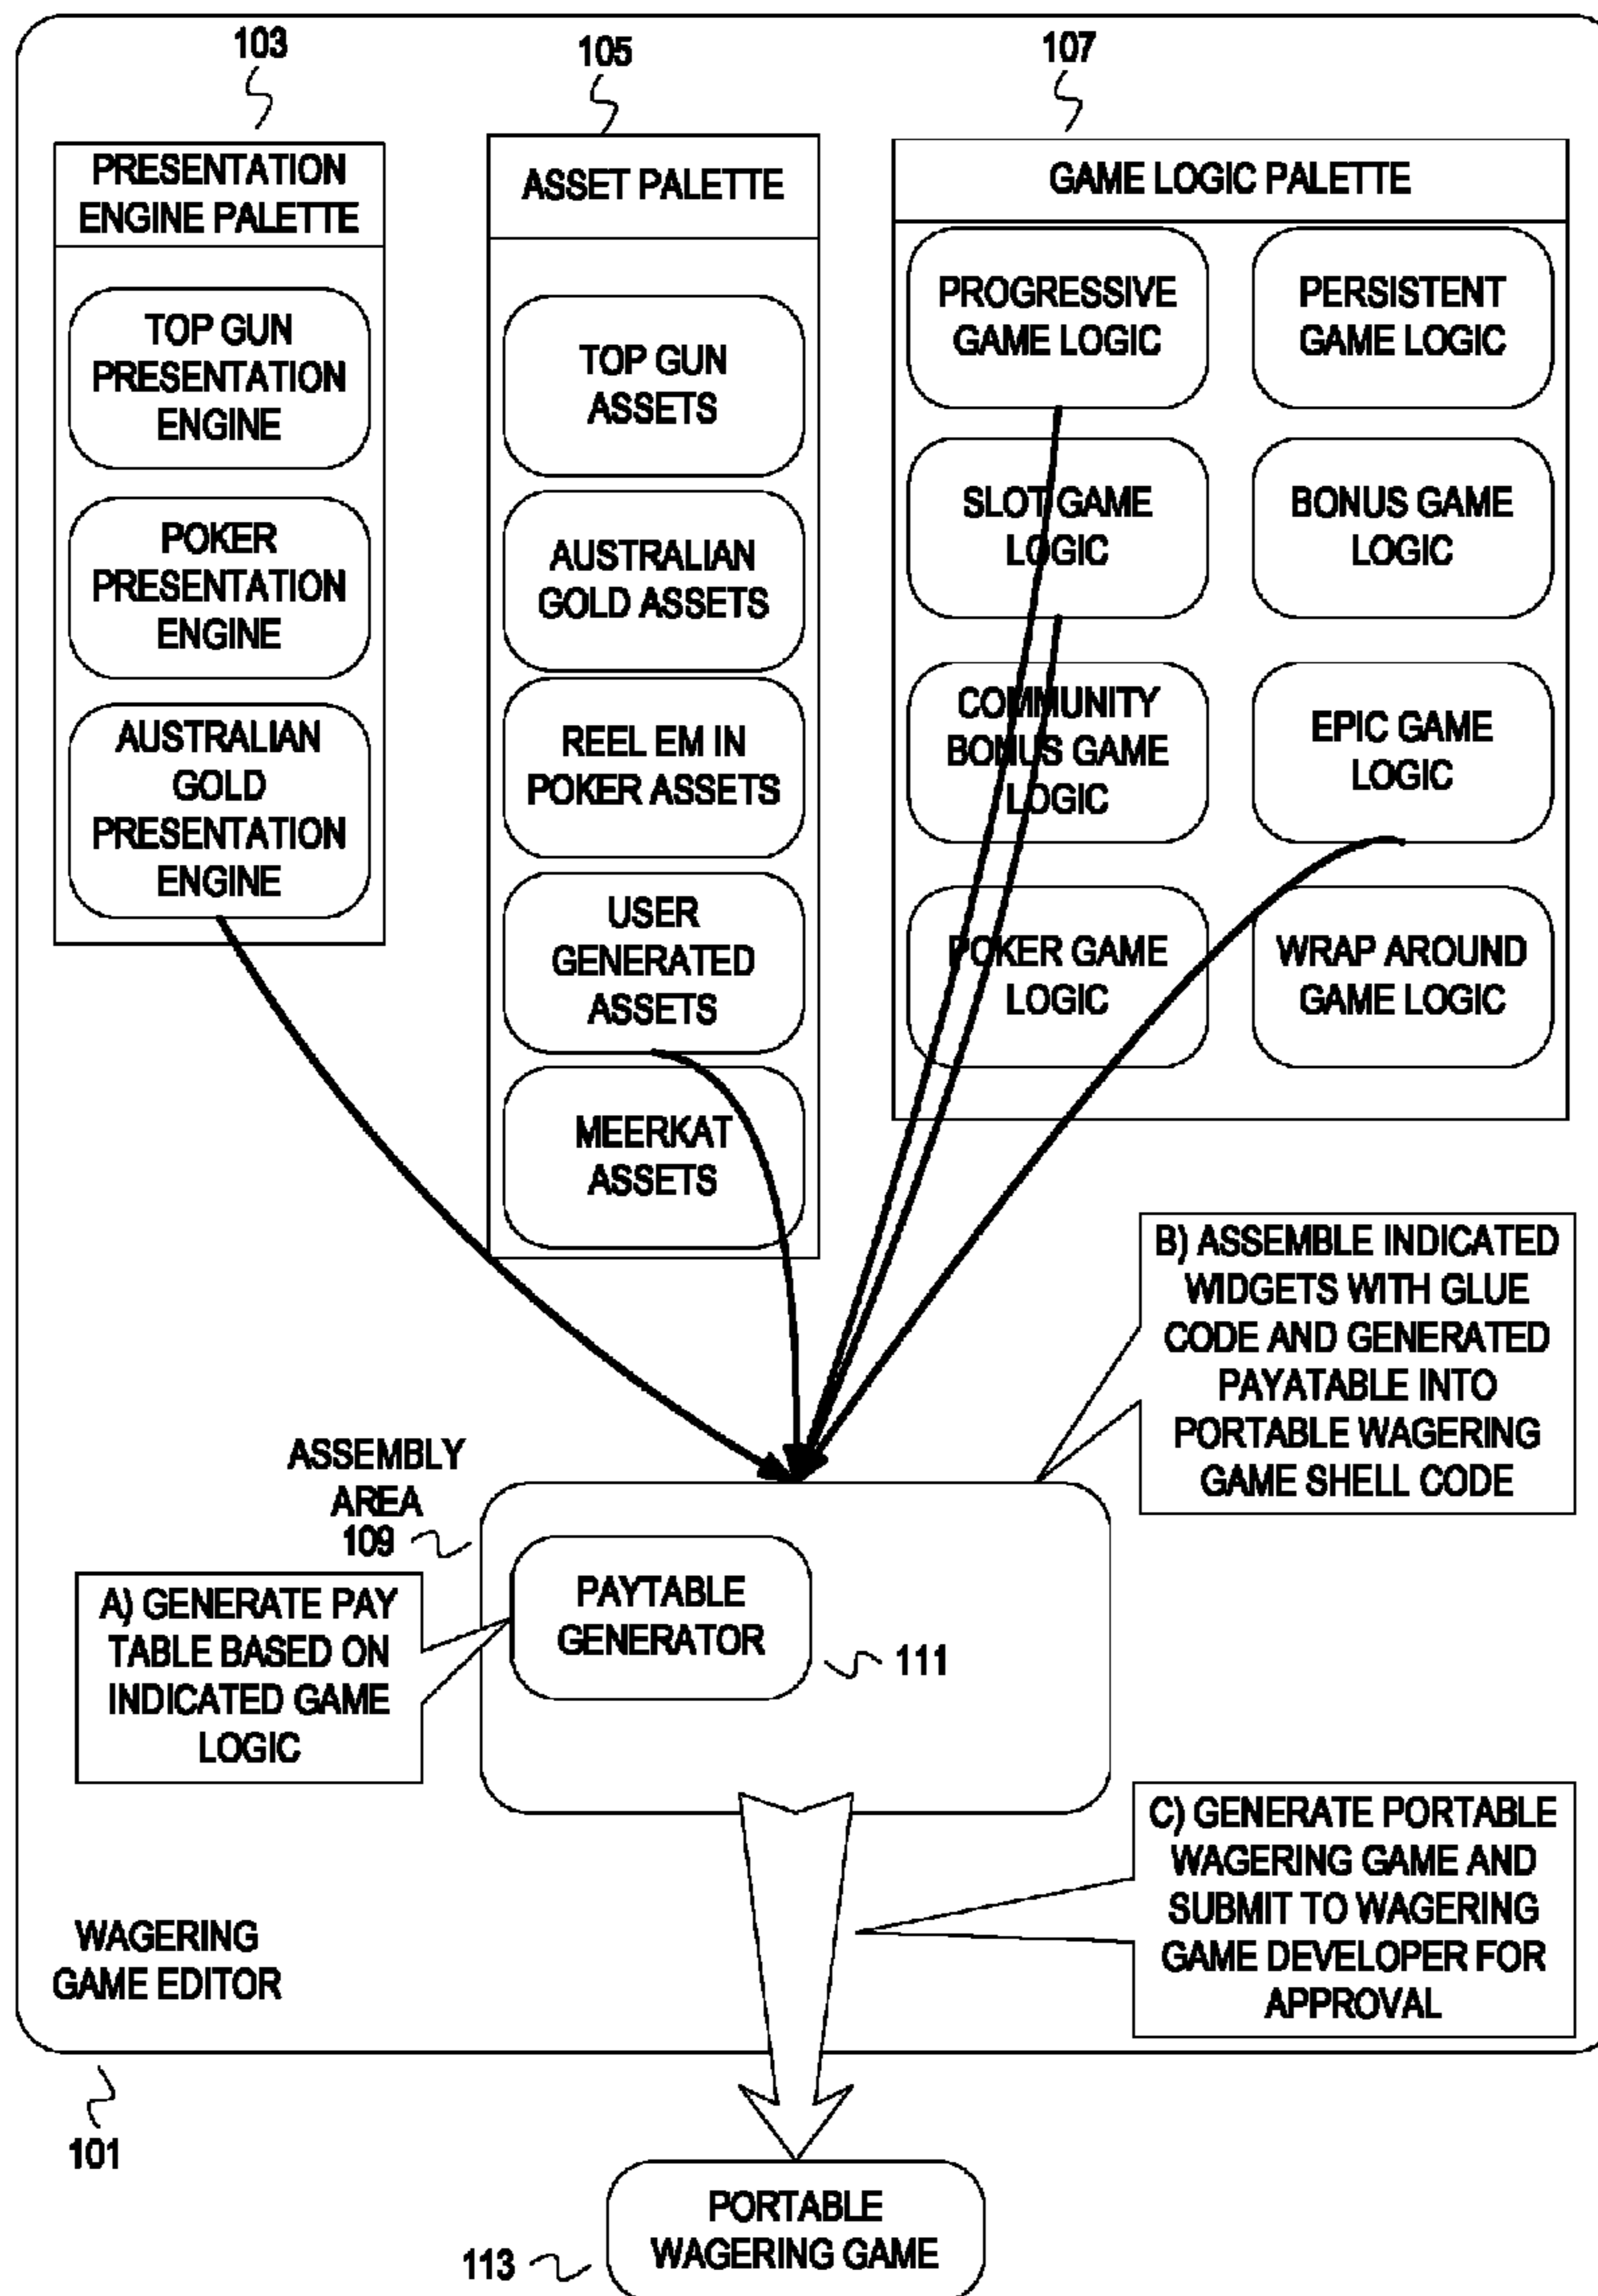 103
105
107
PRESENTATION
ENGINE PALETTE
TOP GUN
PRESENTATION
ENGINE
POKER
PRESENTATION
ENGINE
AUSTRALIAN
GOLD
PRESENTATION
ENGINE
ASSET PALETTE
TOP GUN
ASSETS
AUSTRALIAN
GOLD ASSETS
REEL EM IN
POKER ASSETS
USER
GENERATED
ASSETS
MEERKAT
ASSETS
GAME LOGIC PALETTE
PROGRESSIVE
GAME LOGIC
PERSISTENT
GAME LOGIC
SLOT GAME
LOGIC
BONUS GAME
LOGIC
COMMUNITY
BONUS GAME
LOGIC
EPIC GAME
LOGIC
POKER GAME
LOGIC
WRAP AROUND
GAME LOGIC
B) ASSEMBLE INDICATED
WIDGETS WITH GLUE
CODE AND GENERATED
PAYATABLE INTO
PORTABLE WAGERING
GAME SHELL CODE
ASSEMBLY
AREA
109
PAYTABLE
GENERATOR
111
A) GENERATE PAY
TABLE BASED ON
INDICATED GAME
LOGIC
C) GENERATE PORTABLE
WAGERING GAME AND
SUBMIT TO WAGERING
GAME DEVELOPER FOR
APPROVAL
WAGERING
GAME EDITOR
101
PORTABLE
WAGERING GAME
113